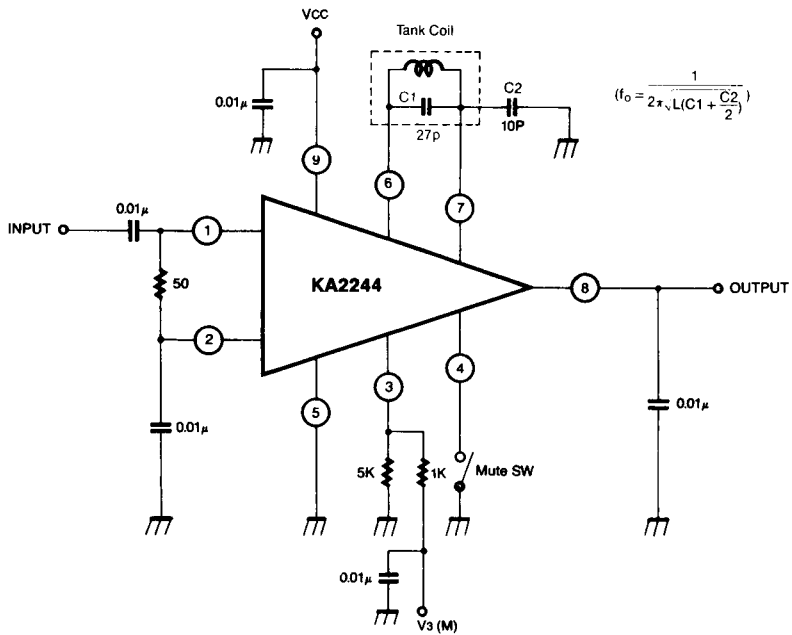 VCC
Tank Coil
0.01μ
C1
27p
C2
10P
(fo = 1 / 2π√L(C1 + C2/2))
9
6
7
0.01μ
INPUT
1
50
2
0.01μ
KA2244
8
OUTPUT
0.01μ
5
3
4
5K
1K
Mute SW
0.01μ
V3 (M)